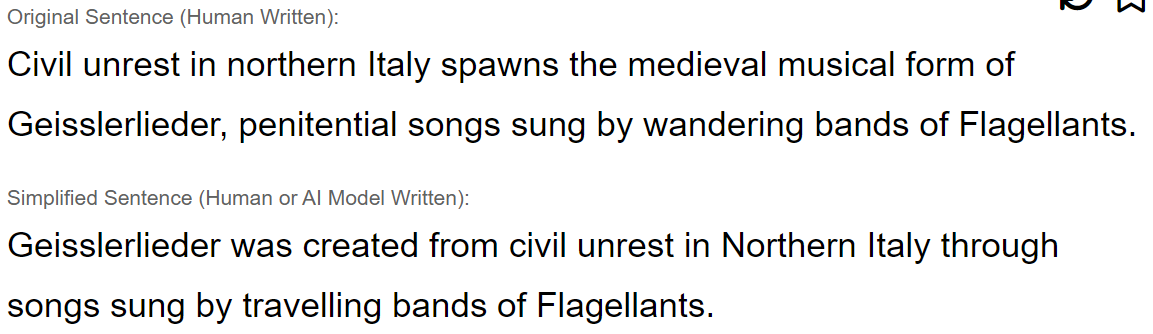 Original Sentence (Human Written):
Civil unrest in northern Italy spawns the medieval musical form of
Geisslerlieder, penitential songs sung by wandering bands of Flagellants.
Simplified Sentence (Human or AI Model Written):
Geisslerlieder was created from civil unrest in Northern Italy through
songs sung by travelling bands of Flagellants.